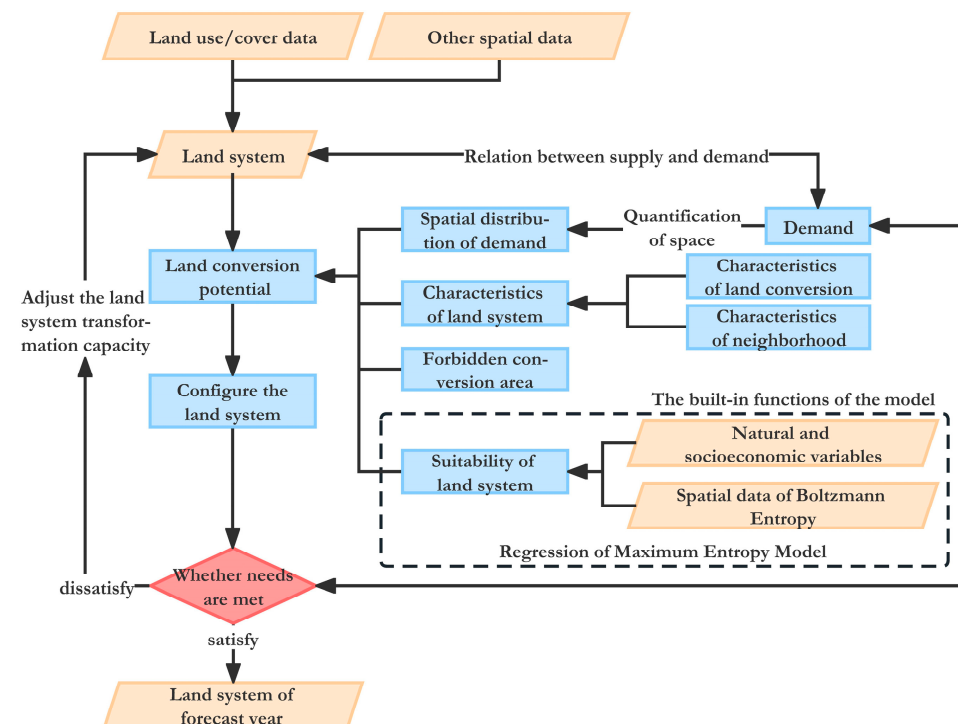 Land use/cover data
Other spatial data
Land system
Relation between supply and demand
Spatial distribu-
tion of demand
Quantification
of space
Demand
Land conversion
potential
Characteristics
of land conversion
Adjust the land
system transfor-
mation capacity
Characteristics
of land system
Characteristics
of neighborhood
Forbidden con-
version area
Configure the
land system
The built-in functions of the model
Natural and
socioeconomic variables
Suitability of
land system
Spatial data of Boltzmann
Entropy
Regression of Maximum Entropy Model
Whether needs
are met
dissatisfy
satisfy
Land system of
forecast year